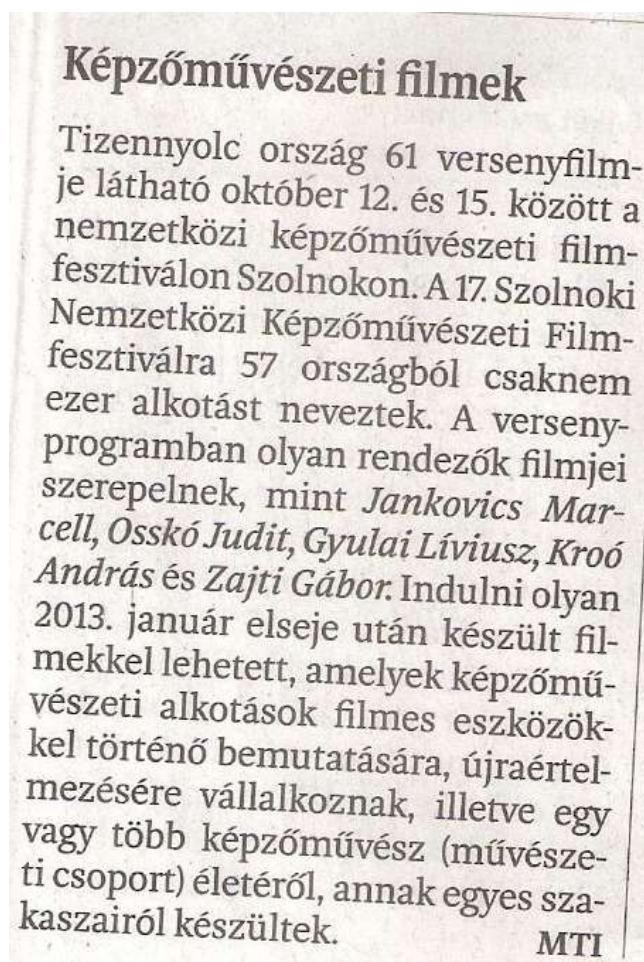 Képzőművészeti filmek
Tizennyolc ország 61 versenyfilm-
je látható október 12. és 15. között a
nemzetközi képzőművészeti film-
fesztiválon Szolnokon. A 17. Szolnoki
Nemzetközi Képzőművészeti Film-
fesztiválra 57 országból csaknem
ezer alkotást neveztek. A verseny-
programban olyan rendezők filmjei
szerepelnek, mint Jankovics Mar-
cell, Osskó Judit, Gyulai Líviusz, Kroó
András és Zajti Gábor. Indulni olyan
2013. január elseje után készült fil-
mekkel lehetett, amelyek képzőmű-
vészeti alkotások filmes eszközök-
kel történő bemutatására, újraértel-
mezésére vállalkoznak, illetve egy
vagy több képzőművész (művésze-
ti csoport) életéről, annak egyes sza-
kaszairól készültek. MTI